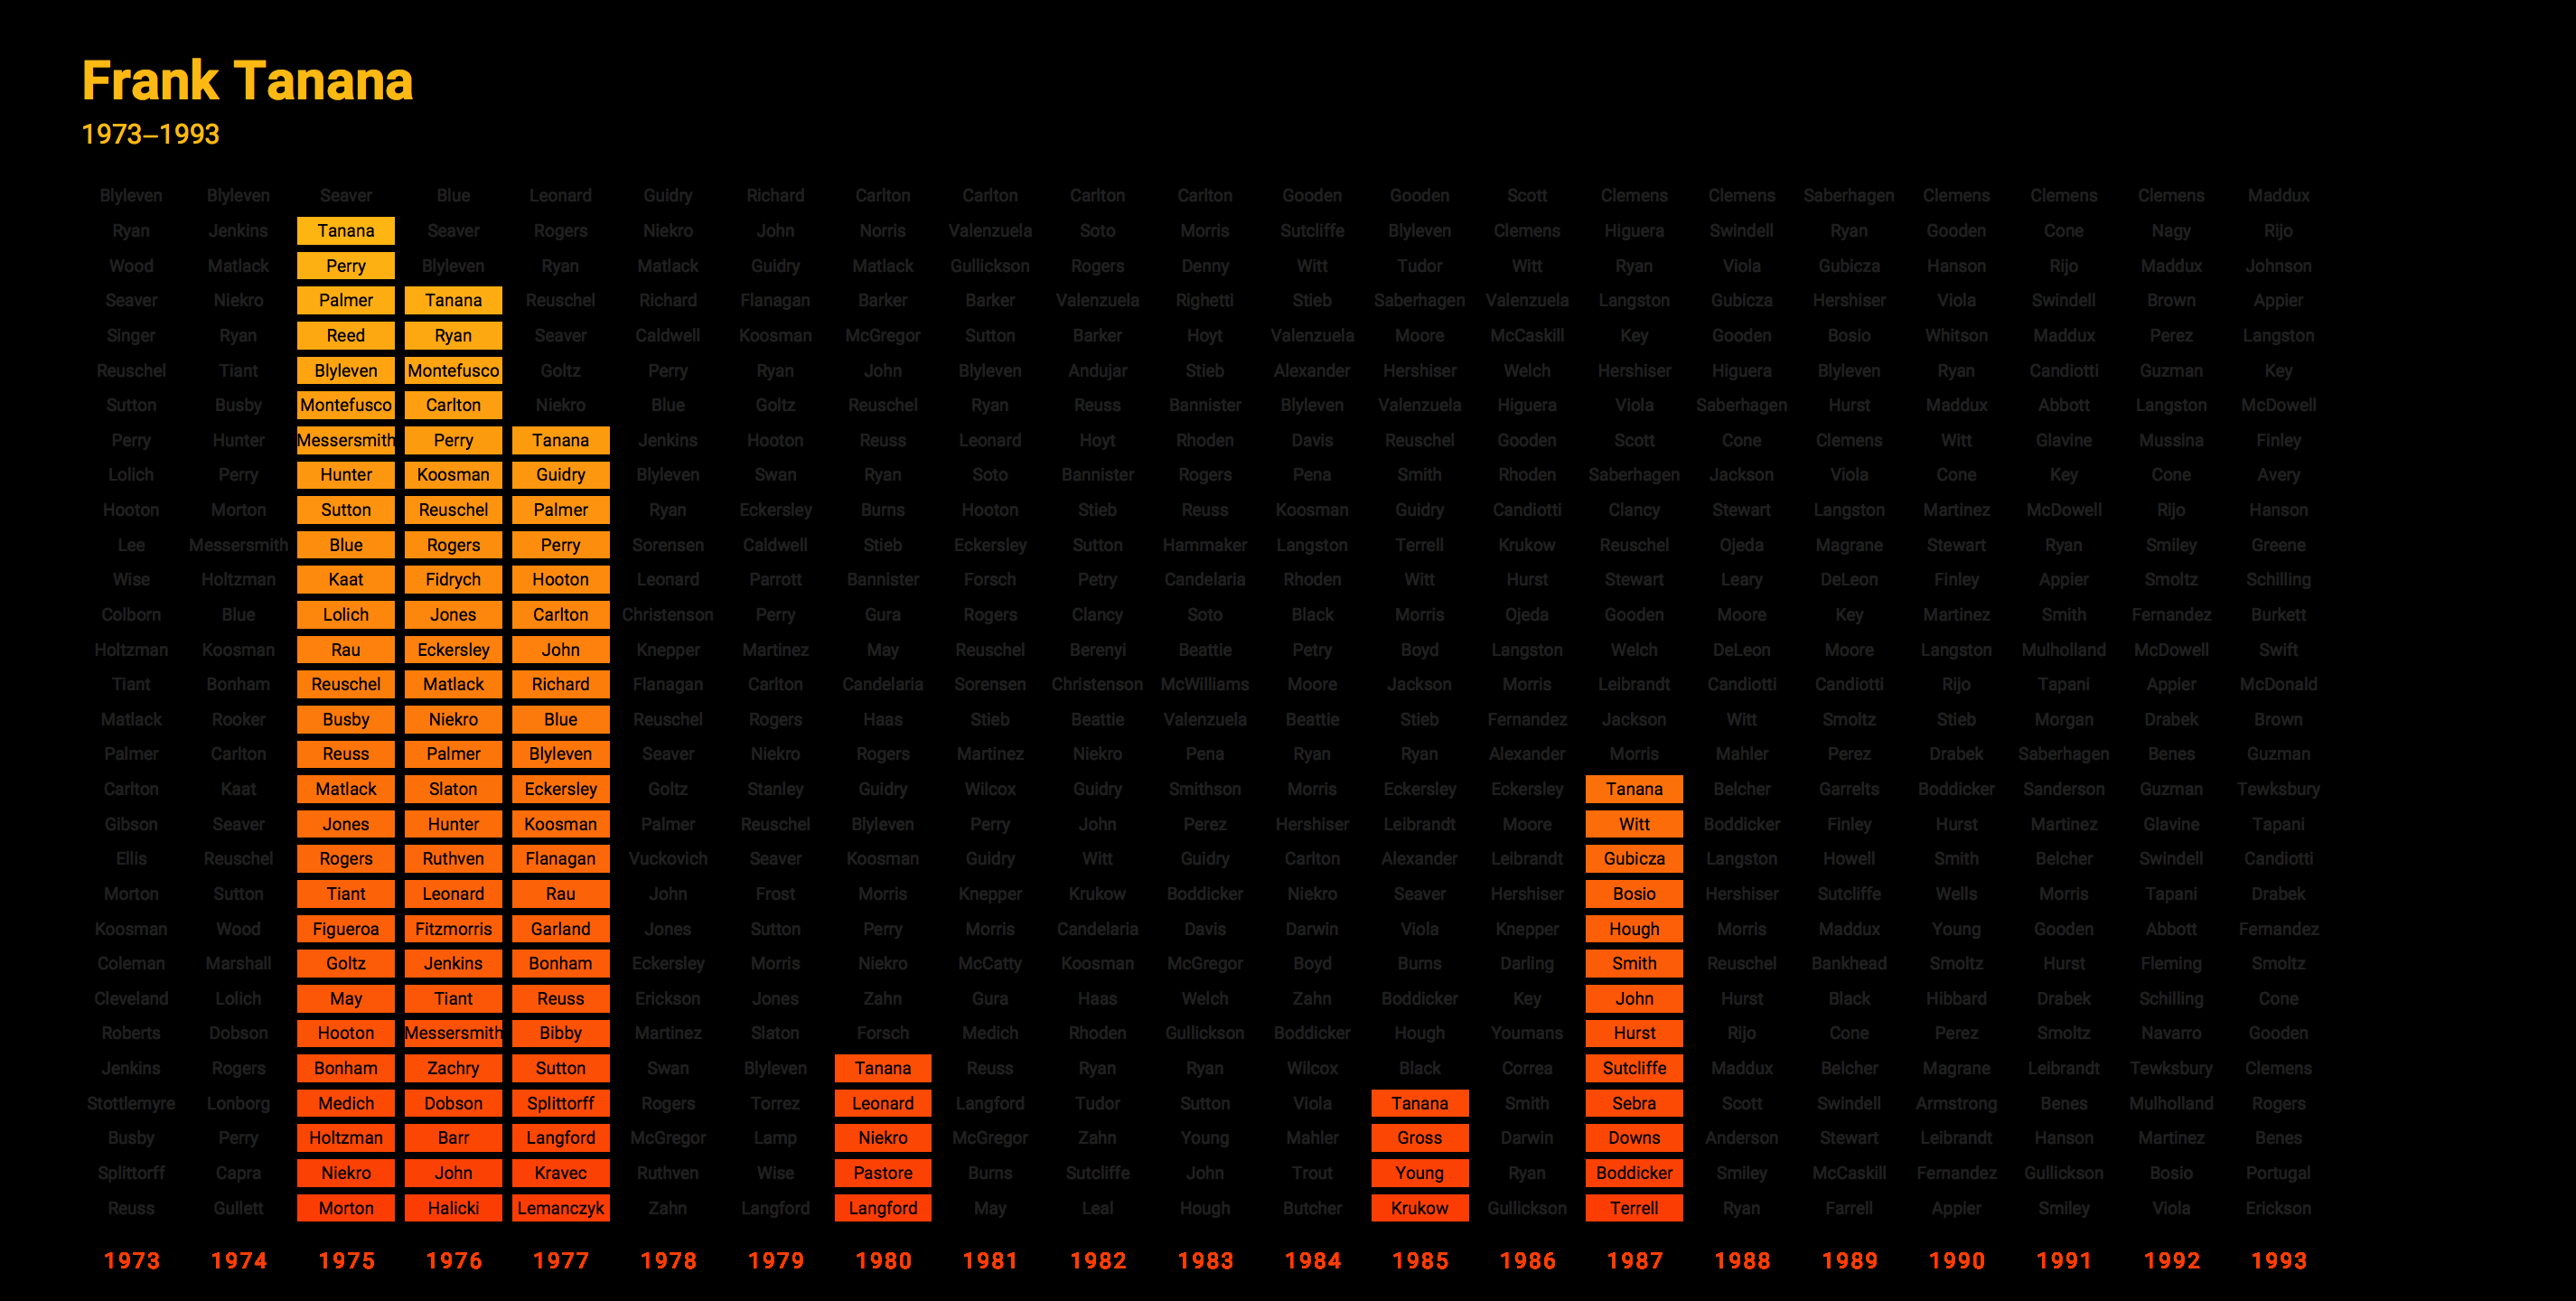 Frank Tanana
1973–1993
Blyleven Blyleven Seaver Blue Leonard Guidry Richard Carlton Carlton Carlton Carlton Gooden Gooden Scott Clemens Clemens Saberhagen Clemens Clemens Clemens Maddux
Ryan Jenkins Tanana Seaver Rogers Niekro John Norris Valenzuela Soto Morris Sutcliffe Blyleven Clemens Higuera Swindell Ryan Gooden Cone Nagy Rijo
Wood Matlack Perry Blyleven Ryan Matlack Guidry Matlack Gullickson Rogers Denny Witt Tudor Witt Ryan Viola Gubicza Hanson Rijo Maddux Johnson
Seaver Niekro Palmer Tanana Reuschel Richard Flanagan Barker Barker Valenzuela Righetti Stieb Saberhagen Valenzuela Langston Gubicza Hershiser Viola Swindell Brown Appier
Singer Ryan Reed Ryan Seaver Caldwell Koosman McGregor Sutton Barker Hoyt Valenzuela Moore McCaskill Key Gooden Bosio Whitson Maddux Perez Langston
Reuschel Tiant Blyleven Montefusco Goltz Perry Ryan John Blyleven Andujar Stieb Alexander Hershiser Welch Hershiser Higuera Blyleven Ryan Candiotti Guzman Key
Sutton Busby Montefusco Carlton Niekro Blue Goltz Reuschel Ryan Reuss Bannister Blyleven Valenzuela Higuera Viola Saberhagen Hurst Maddux Abbott Langston McDowell
Perry Hunter Messersmith Perry Tanana Jenkins Hooton Reuss Leonard Hoyt Rhoden Davis Reuschel Gooden Scott Cone Clemens Witt Glavine Mussina Finley
Lolich Perry Hunter Koosman Guidry Blyleven Swan Ryan Soto Bannister Rogers Pena Smith Rhoden Saberhagen Jackson Viola Cone Key Cone Avery
Hooton Morton Sutton Reuschel Palmer Ryan Eckersley Burns Hooton Stieb Reuss Koosman Guidry Candiotti Clancy Stewart Langston Martinez McDowell Rijo Hanson
Lee Messersmith Blue Rogers Perry Sorensen Caldwell Stieb Eckersley Sutton Hammaker Langston Terrell Krukow Reuschel Ojeda Magrane Stewart Ryan Smiley Greene
Wise Holtzman Kaat Fidrych Hooton Leonard Parrott Bannister Forsch Petry Candelaria Rhoden Witt Hurst Stewart Leary DeLeon Finley Appier Smoltz Schilling
Colborn Blue Lolich Jones Carlton Christenson Perry Gura Rogers Clancy Soto Black Morris Ojeda Gooden Moore Key Martinez Smith Fernandez Burkett
Holtzman Koosman Rau Eckersley John Knepper Martinez May Reuschel Berenyi Beattie Petry Boyd Langston Welch DeLeon Moore Langston Mulholland McDowell Swift
Tiant Bonham Reuschel Matlack Richard Flanagan Carlton Candelaria Sorensen Christenson McWilliams Moore Jackson Morris Leibrandt Candiotti Candiotti Rijo Tapani Appier McDonald
Matlack Rooker Busby Niekro Blue Reuschel Rogers Haas Stieb Beattie Valenzuela Beattie Stieb Fernandez Jackson Witt Smoltz Stieb Morgan Drabek Brown
Palmer Carlton Reuss Palmer Blyleven Seaver Niekro Rogers Martinez Niekro Pena Ryan Ryan Alexander Morris Mahler Perez Drabek Saberhagen Benes Guzman
Carlton Kaat Matlack Slaton Eckersley Goltz Stanley Guidry Wilcox Guidry Smithson Morris Eckersley Eckersley Tanana Belcher Garrelts Boddicker Sanderson Guzman Tewksbury
Gibson Seaver Jones Hunter Koosman Palmer Reuschel Blyleven Perry John Perez Hershiser Leibrandt Moore Witt Boddicker Finley Hurst Martinez Glavine Tapani
Ellis Reuschel Rogers Ruthven Flanagan Vuckovich Seaver Koosman Guidry Witt Guidry Carlton Alexander Leibrandt Gubicza Langston Howell Smith Belcher Swindell Candiotti
Morton Sutton Tiant Leonard Rau John Frost Morris Knepper Krukow Boddicker Niekro Seaver Hershiser Bosio Hershiser Sutcliffe Wells Morris Tapani Drabek
Koosman Wood Figueroa Fitzmorris Garland Jones Sutton Perry Morris Candelaria Davis Darwin Viola Knepper Hough Morris Maddux Young Gooden Abbott Fernandez
Coleman Marshall Goltz Jenkins Bonham Eckersley Morris Niekro McCatty Koosman McGregor Boyd Burns Darling Smith Reuschel Bankhead Smoltz Hurst Fleming Smoltz
Cleveland Lolich May Tiant Reuss Erickson Jones Zahn Gura Haas Welch Zahn Boddicker Key John Hurst Black Hibbard Drabek Schilling Cone
Roberts Dobson Hooton Messersmith Bibby Martinez Slaton Forsch Medich Rhoden Gullickson Boddicker Hough Youmans Hurst Rijo Cone Perez Smoltz Navarro Gooden
Jenkins Rogers Bonham Zachry Sutton Swan Blyleven Tanana Reuss Ryan Ryan Wilcox Black Correa Sutcliffe Maddux Belcher Magrane Leibrandt Tewksbury Clemens
Stottlemyre Lonborg Medich Dobson Splittorff Rogers Torrez Leonard Langford Tudor Sutton Viola Tanana Smith Sebra Scott Swindell Armstrong Benes Mulholland Rogers
Busby Perry Holtzman Barr Langford McGregor Lamp Niekro McGregor Zahn Young Mahler Gross Darwin Downs Anderson Stewart Leibrandt Hanson Martinez Benes
Splittorff Capra Niekro John Kravec Ruthven Wise Pastore Burns Sutcliffe John Trout Young Ryan Boddicker Smiley McCaskill Fernandez Gullickson Bosio Portugal
Reuss Gullett Morton Halicki Lemanczyk Zahn Langford Langford May Leal Hough Butcher Krukow Gullickson Terrell Ryan Farrell Appier Smiley Viola Erickson
1973 1974 1975 1976 1977 1978 1979 1980 1981 1982 1983 1984 1985 1986 1987 1988 1989 1990 1991 1992 1993